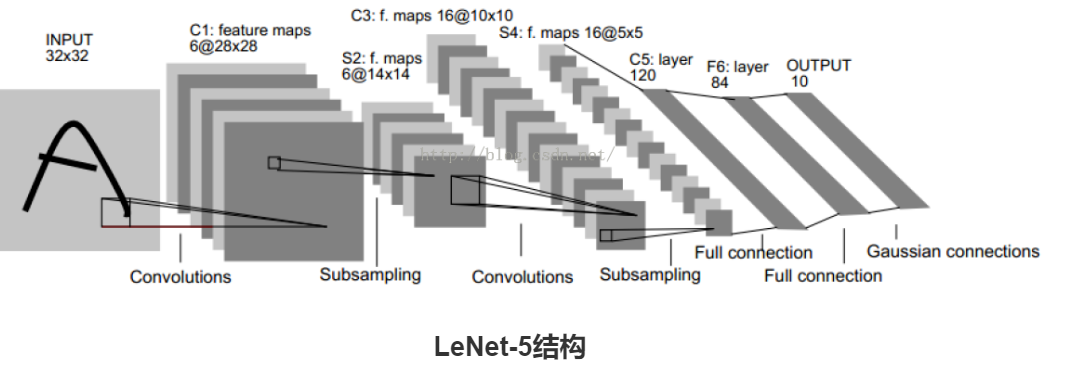 INPUT
32x32
C1: feature maps
6@28x28
S2: f. maps
6@14x14
C3: f. maps 16@10x10
S4: f. maps 16@5x5
C5: layer
120
F6: layer
84
OUTPUT
10
http://blog.csdn.net/
Convolutions
Subsampling
Convolutions
Subsampling
Full connection
Full connection
Gaussian connections
LeNet-5结构